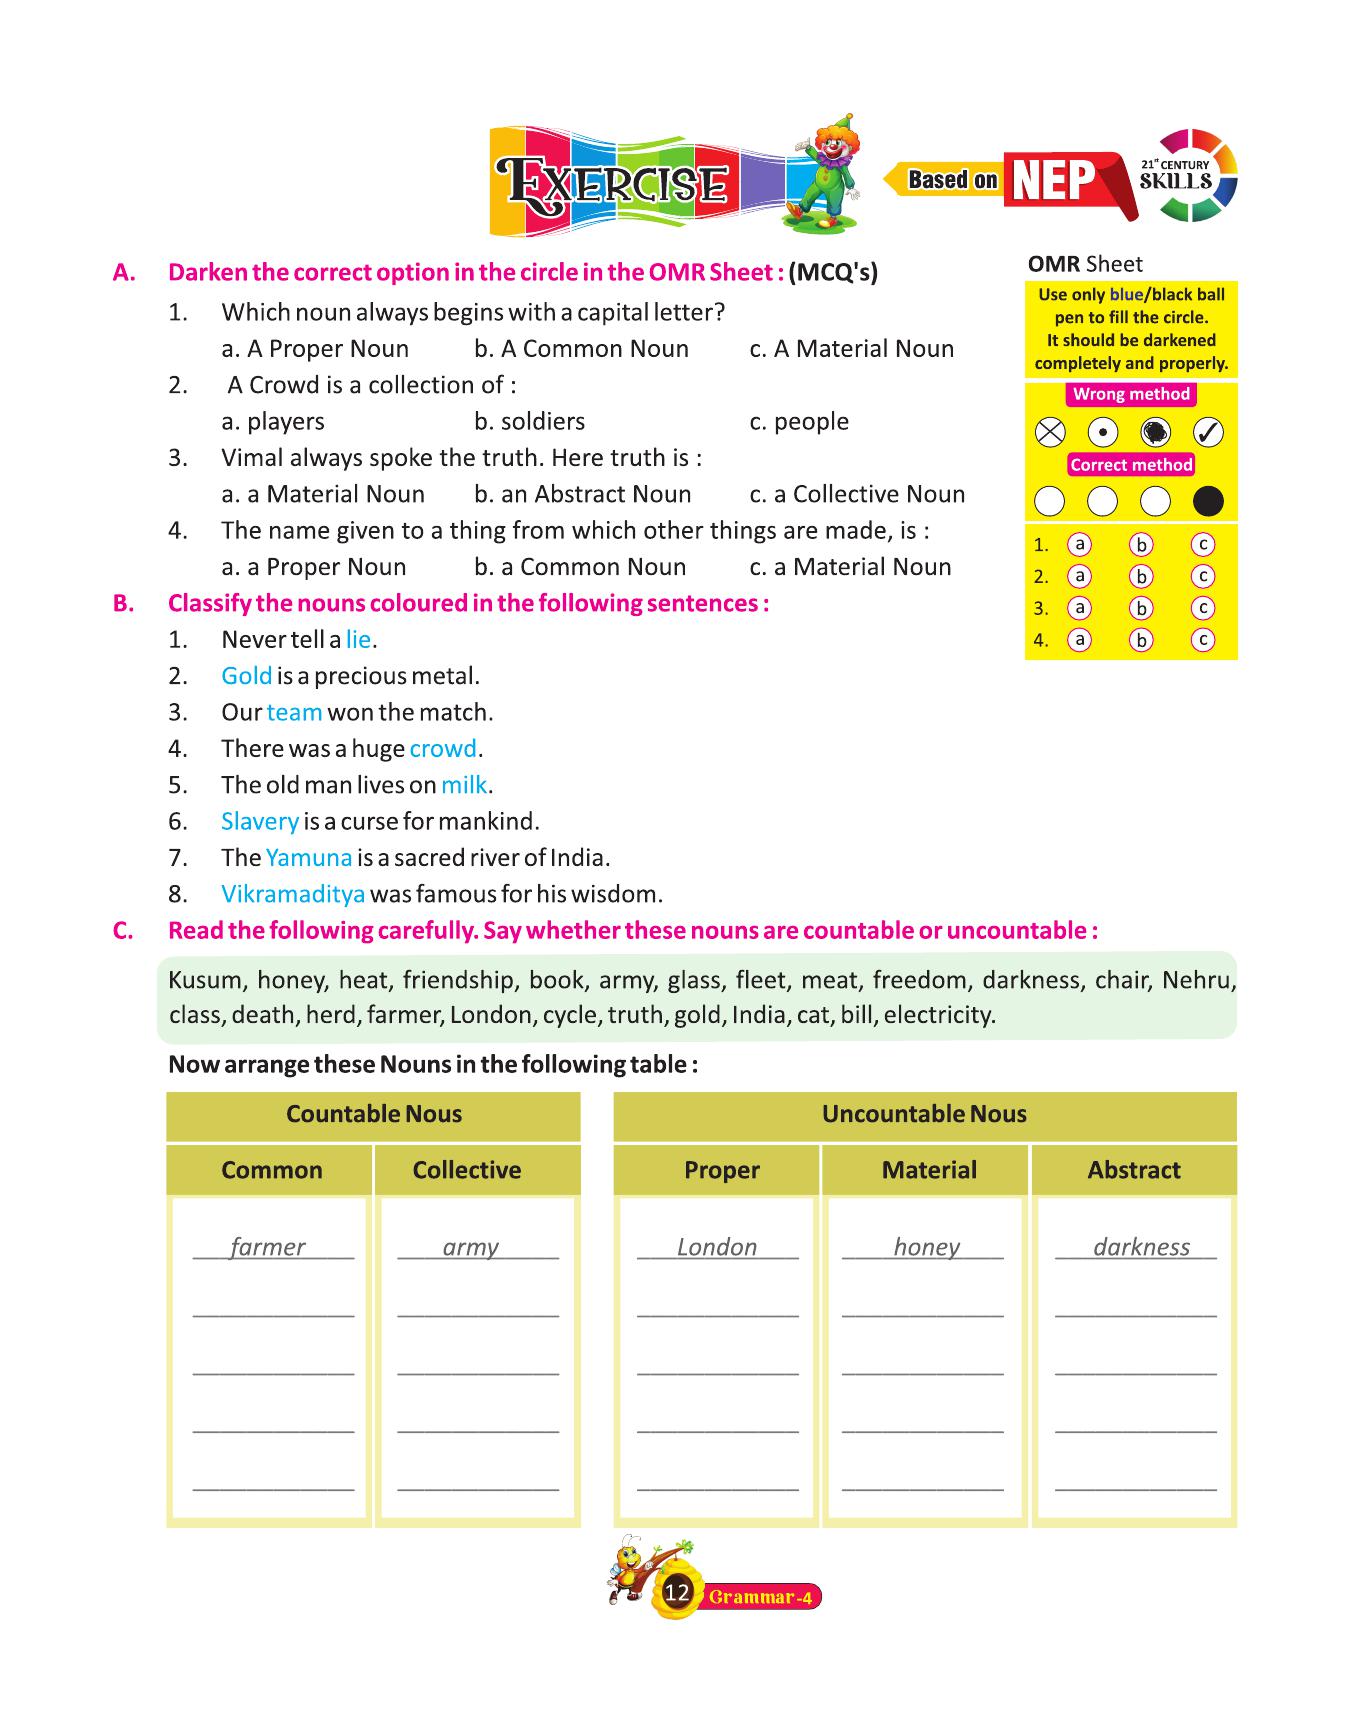 EXERCISE
Based on NEP
21st CENTURY
SKILLS
A. Darken the correct option in the circle in the OMR Sheet : (MCQ's)
1. Which noun always begins with a capital letter?
a. A Proper Noun b. A Common Noun c. A Material Noun
2. A Crowd is a collection of :
a. players b. soldiers c. people
3. Vimal always spoke the truth. Here truth is :
a. a Material Noun b. an Abstract Noun c. a Collective Noun
4. The name given to a thing from which other things are made, is :
a. a Proper Noun b. a Common Noun c. a Material Noun
OMR Sheet
Use only blue/black ball
pen to fill the circle.
It should be darkened
completely and properly.
Wrong method
Correct method
1. a b c
2. a b c
3. a b c
4. a b c
B. Classify the nouns coloured in the following sentences :
1. Never tell a lie.
2. Gold is a precious metal.
3. Our team won the match.
4. There was a huge crowd.
5. The old man lives on milk.
6. Slavery is a curse for mankind.
7. The Yamuna is a sacred river of India.
8. Vikramaditya was famous for his wisdom.
C. Read the following carefully. Say whether these nouns are countable or uncountable :
Kusum, honey, heat, friendship, book, army, glass, fleet, meat, freedom, darkness, chair, Nehru,
class, death, herd, farmer, London, cycle, truth, gold, India, cat, bill, electricity.
Now arrange these Nouns in the following table :
Countable Nous Uncountable Nous
Common Collective Proper Material Abstract
farmer army London honey darkness
12 Grammar-4